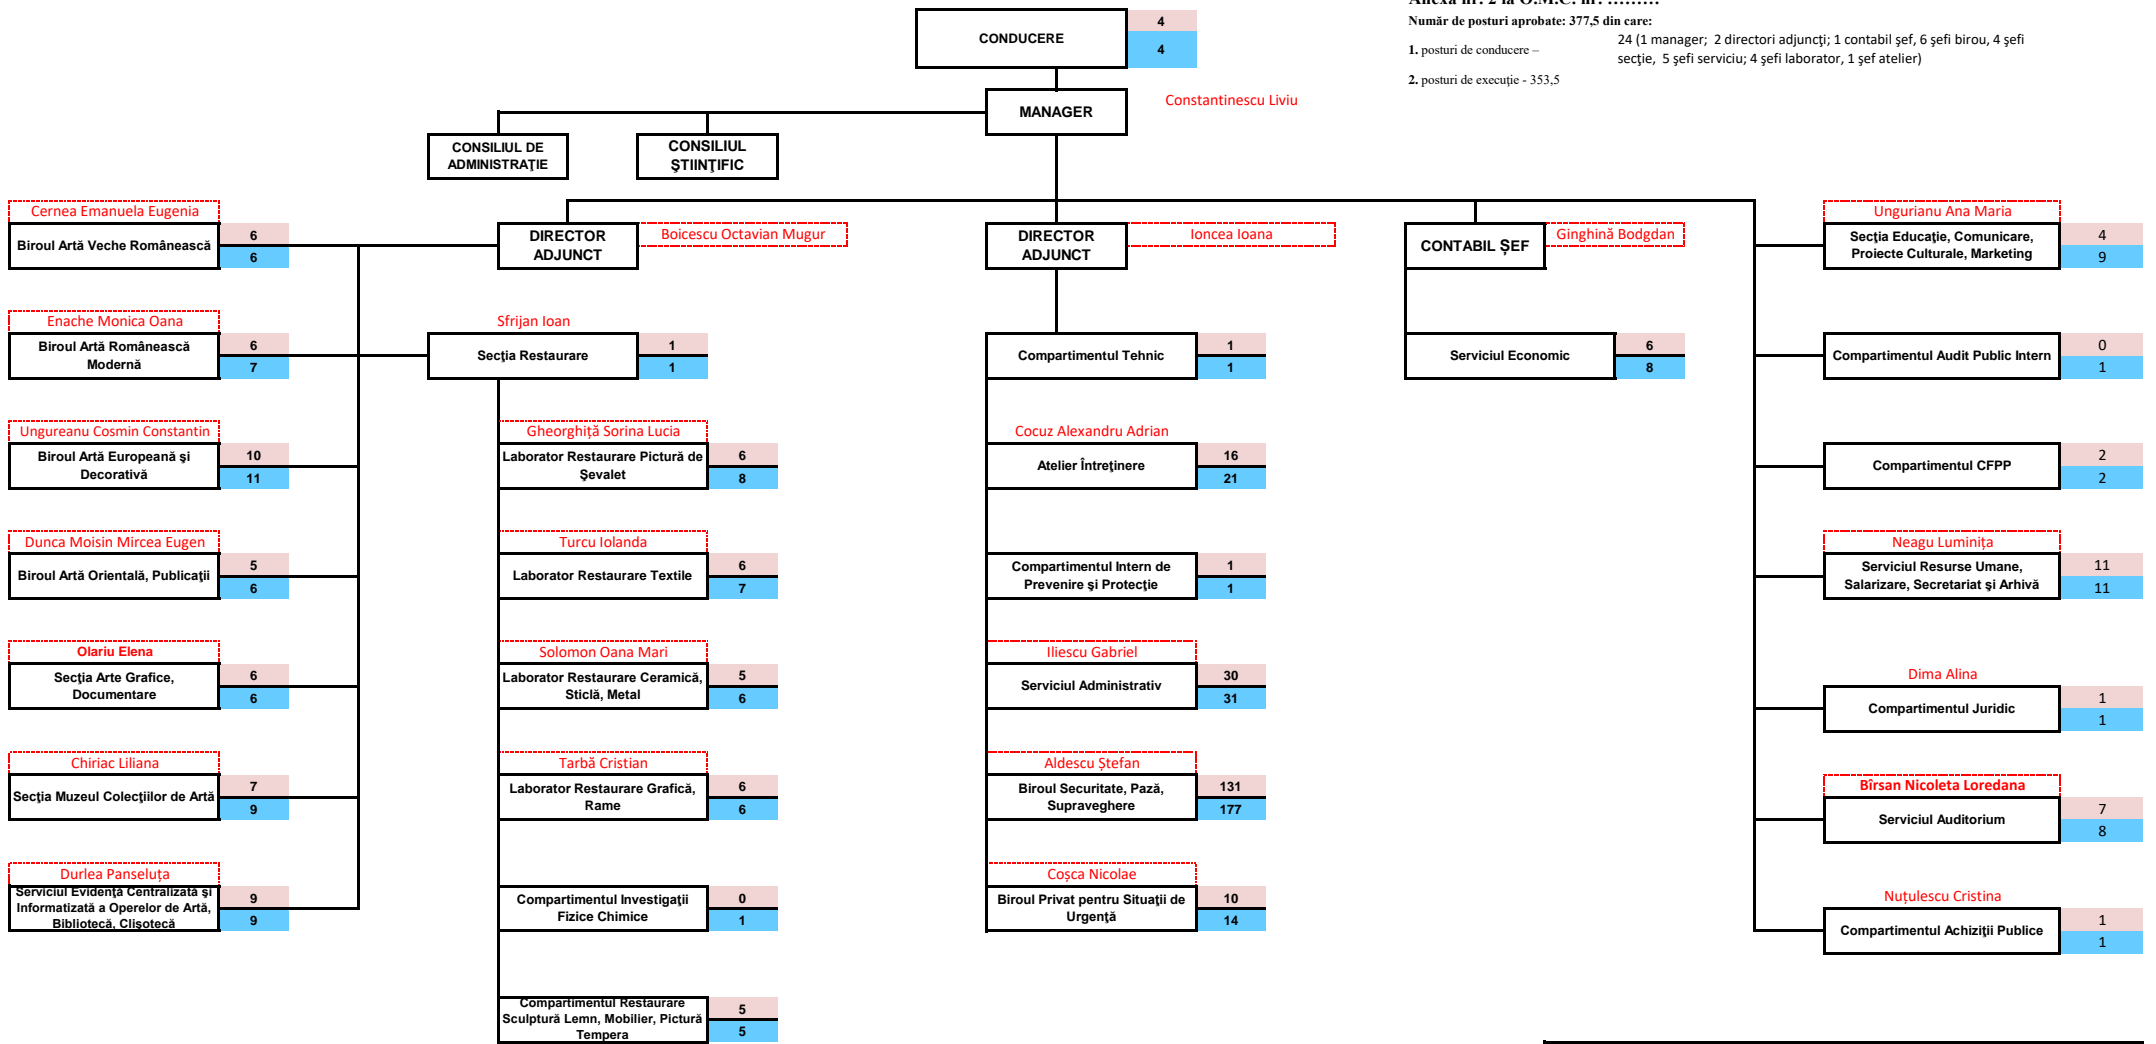 Anexa nr. 2 la O.M.C. nr. .........
Număr de posturi aprobate: 377,5 din care:
1. posturi de conducere –
24 (1 manager; 2 directori adjuncţi; 1 contabil şef, 6 şefi birou, 4 şefi
secţie, 5 şefi serviciu; 4 şefi laborator, 1 şef atelier)
2. posturi de execuţie - 353,5
CONDUCERE
4
4
MANAGER
Constantinescu Liviu
CONSILIUL DE
ADMINISTRAŢIE
CONSILIUL
ŞTIINŢIFIC
Cernea Emanuela Eugenia
Biroul Artă Veche Românească
6
6
DIRECTOR
ADJUNCT
Boicescu Octavian Mugur
DIRECTOR
ADJUNCT
Ioncea Ioana
CONTABIL ȘEF
Ginghină Bodgdan
Ungurianu Ana Maria
Secţia Educaţie, Comunicare,
Proiecte Culturale, Marketing
4
9
Enache Monica Oana
Biroul Artă Românească
Modernă
6
7
Sfrijan Ioan
Secţia Restaurare
1
1
Compartimentul Tehnic
1
1
Serviciul Economic
6
8
Compartimentul Audit Public Intern
0
1
Ungureanu Cosmin Constantin
Biroul Artă Europeană şi
Decorativă
10
11
Gheorghiță Sorina Lucia
Laborator Restaurare Pictură de
Şevalet
6
8
Cocuz Alexandru Adrian
Atelier Întreţinere
16
21
Compartimentul CFPP
2
2
Dunca Moisin Mircea Eugen
Biroul Artă Orientală, Publicaţii
5
6
Turcu Iolanda
Laborator Restaurare Textile
6
7
Compartimentul Intern de
Prevenire şi Protecţie
1
1
Neagu Luminița
Serviciul Resurse Umane,
Salarizare, Secretariat şi Arhivă
11
11
Olariu Elena
Secţia Arte Grafice,
Documentare
6
6
Solomon Oana Mari
Laborator Restaurare Ceramică,
Sticlă, Metal
5
6
Iliescu Gabriel
Serviciul Administrativ
30
31
Dima Alina
Compartimentul Juridic
1
1
Chiriac Liliana
Secţia Muzeul Colecţiilor de Artă
7
9
Tarbă Cristian
Laborator Restaurare Grafică,
Rame
6
6
Aldescu Ștefan
Biroul Securitate, Pază,
Supraveghere
131
177
Bîrsan Nicoleta Loredana
Serviciul Auditorium
7
8
Durlea Panseluța
Serviciul Evidenţă Centralizată şi
Informatizată a Operelor de Artă,
Bibliotecă, Clişotecă
9
9
Compartimentul Investigaţii
Fizice Chimice
0
1
Coșca Nicolae
Biroul Privat pentru Situaţii de
Urgenţă
10
14
Nuțulescu Cristina
Compartimentul Achiziţii Publice
1
1
Compartimentul Restaurare
Sculptură Lemn, Mobilier, Pictură
Tempera
5
5